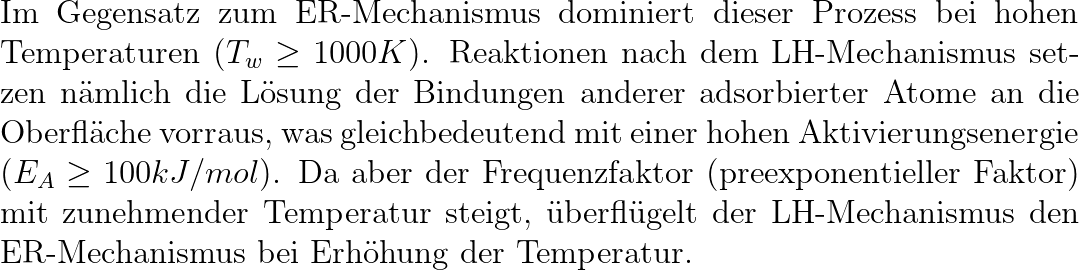 Im Gegensatz zum ER-Mechanismus dominiert dieser Prozess bei hohen
Temperaturen (T_w ≥ 1000K). Reaktionen nach dem LH-Mechanismus set-
zen nämlich die Lösung der Bindungen anderer adsorbierter Atome an die
Oberfläche vorraus, was gleichbedeutend mit einer hohen Aktivierungsenergie
(E_A ≥ 100kJ/mol). Da aber der Frequenzfaktor (preexponentieller Faktor)
mit zunehmender Temperatur steigt, überflügelt der LH-Mechanismus den
ER-Mechanismus bei Erhöhung der Temperatur.